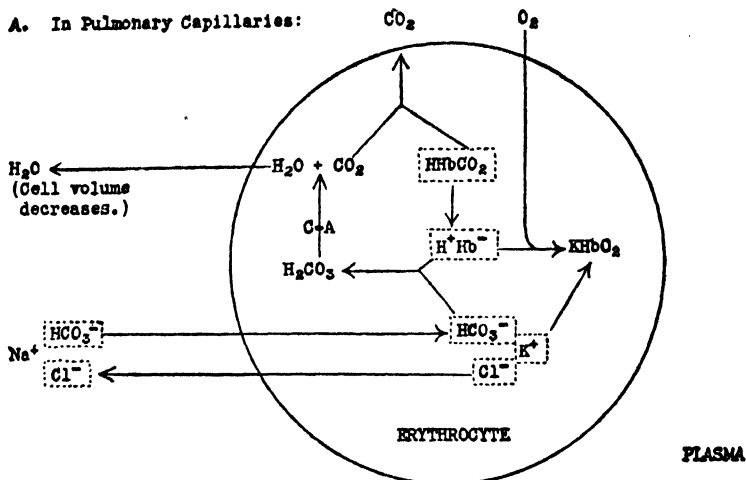 A. In Pulmonary Capillaries:
CO₂
O₂
H₂O
(Cell volume
decreases.)
H₂O + CO₂
HHbCO₂
C-A
H⁺Hb⁻
KHbO₂
H₂CO₃
HCO₃⁻
HCO₃⁻
Na⁺
K⁺
Cl⁻
Cl⁻
ERYTHROCYTE
PLASMA